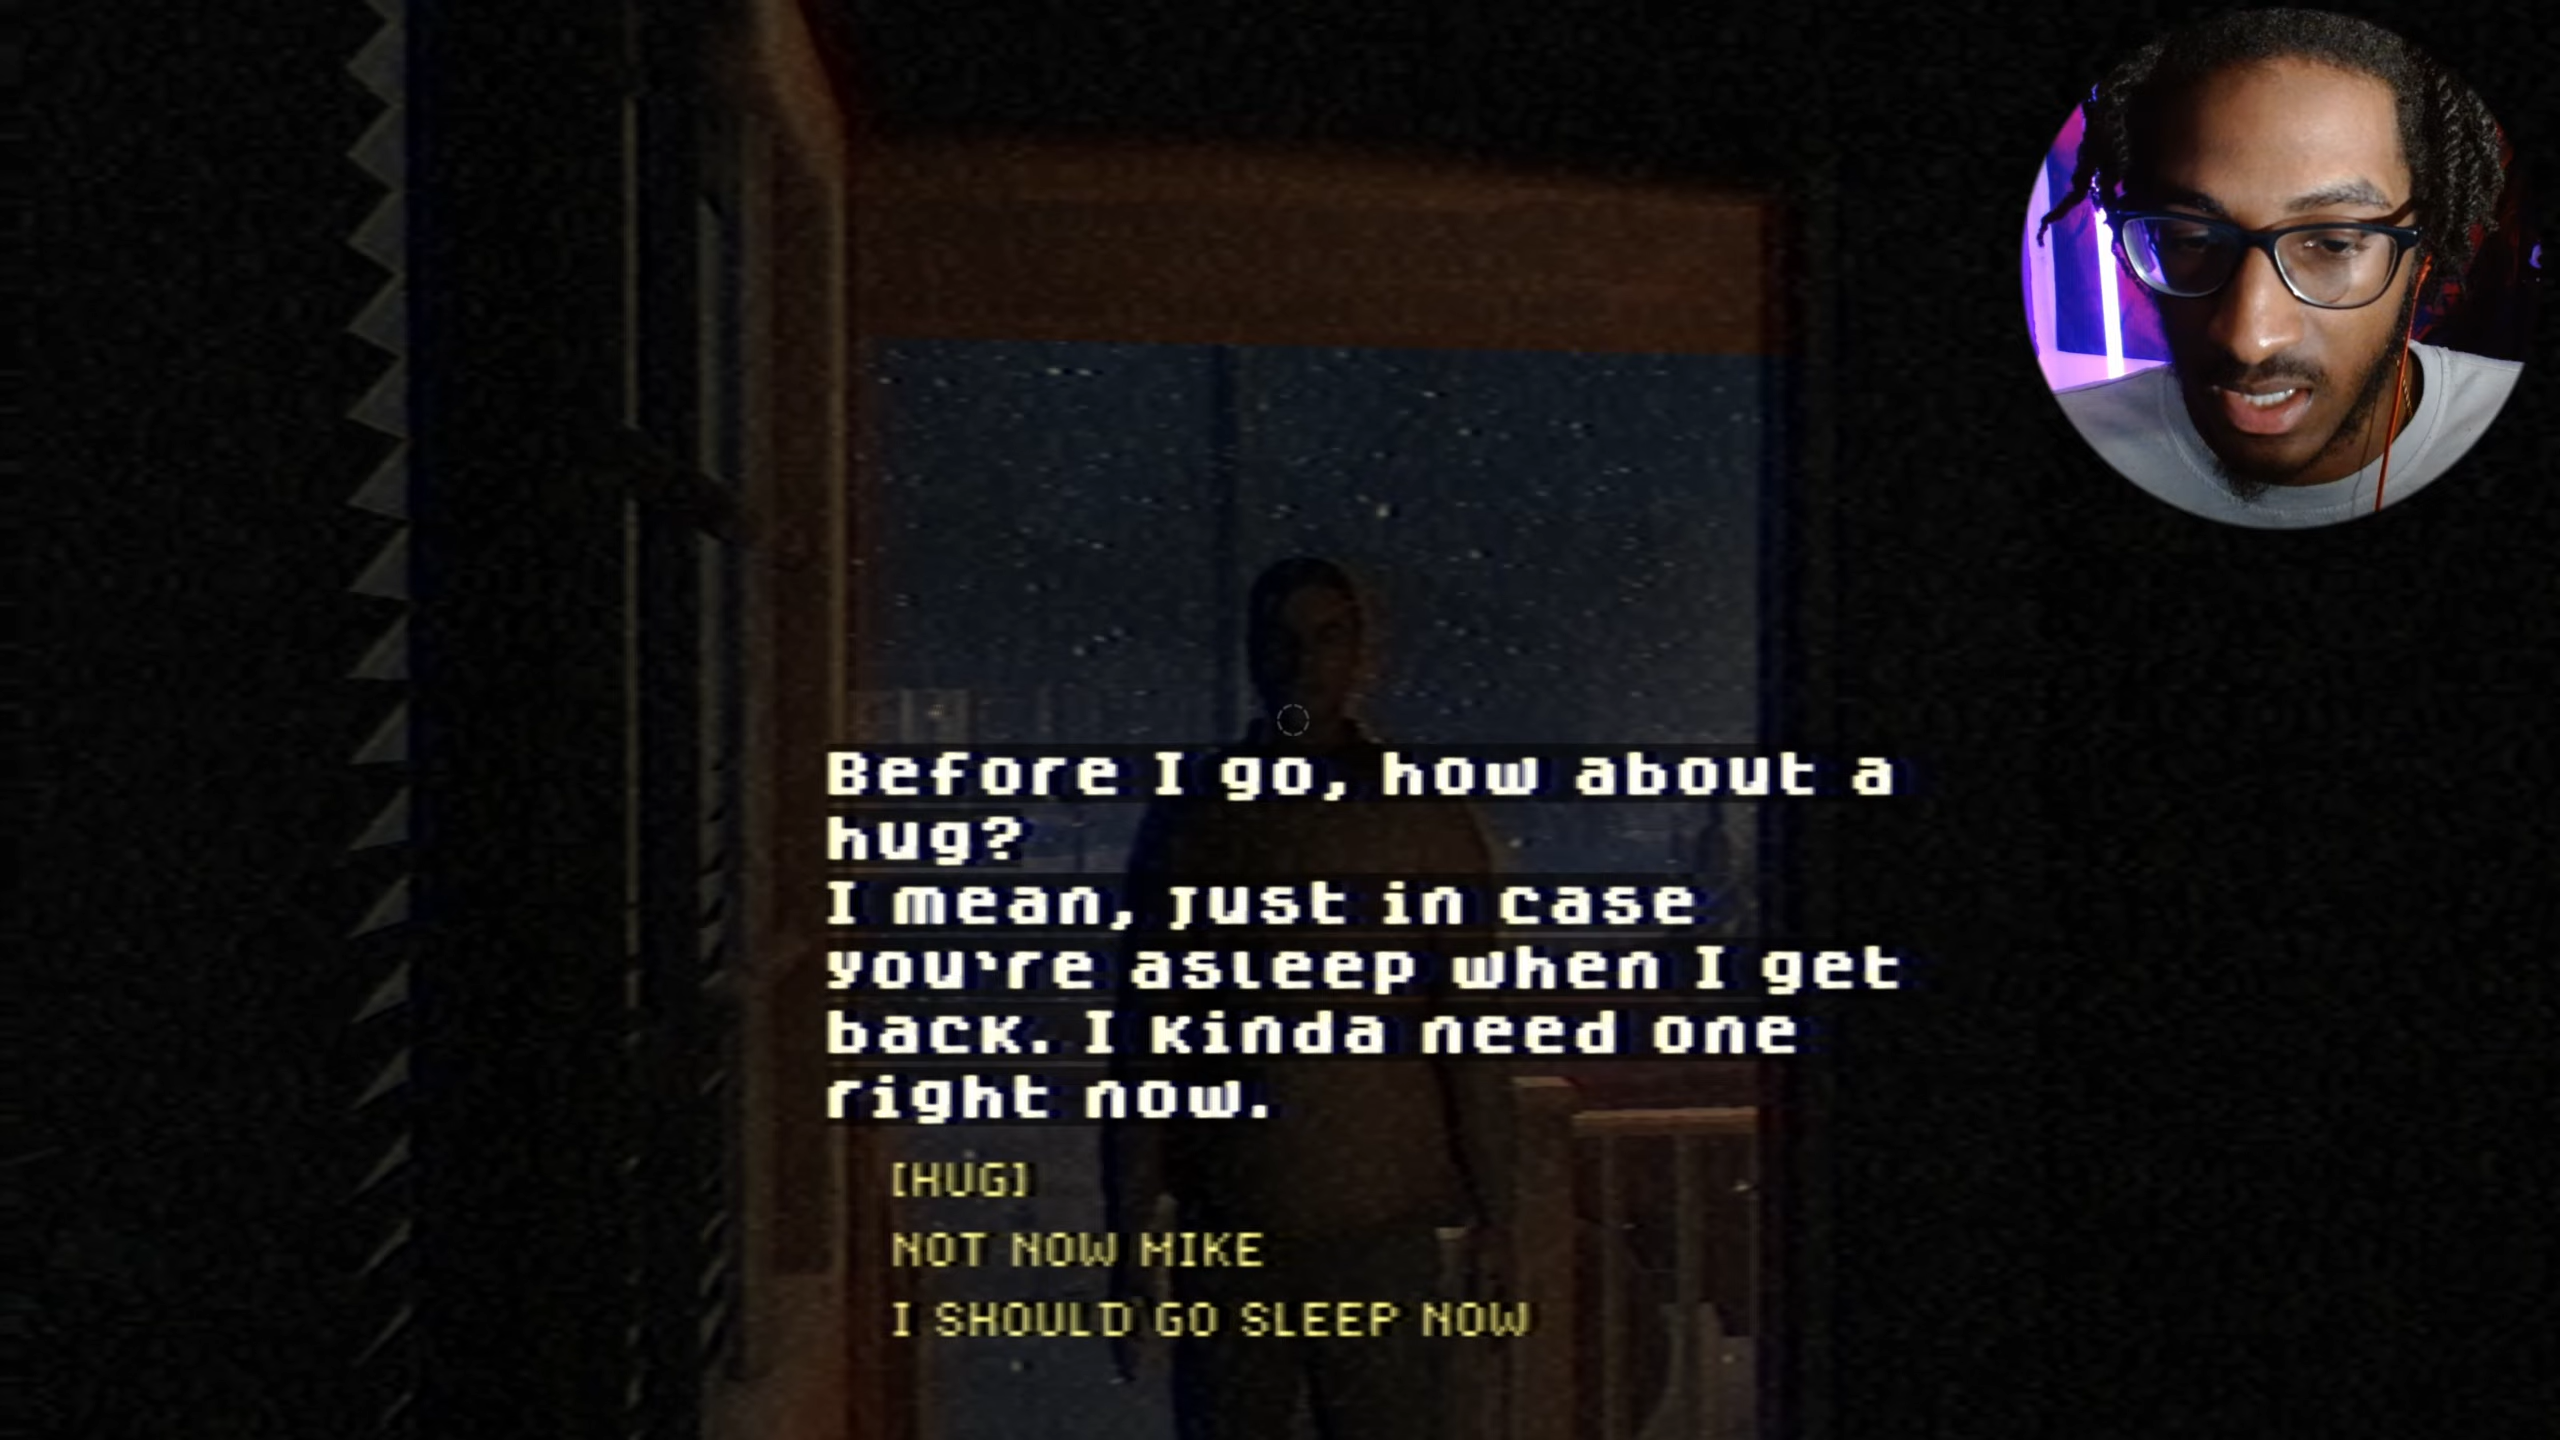 Before I go, how about a
hug?
I mean, just in case
you're asleep when I get
back. I kinda need one
right now.
[HUG]
NOT NOW MIKE
I SHOULD GO SLEEP NOW